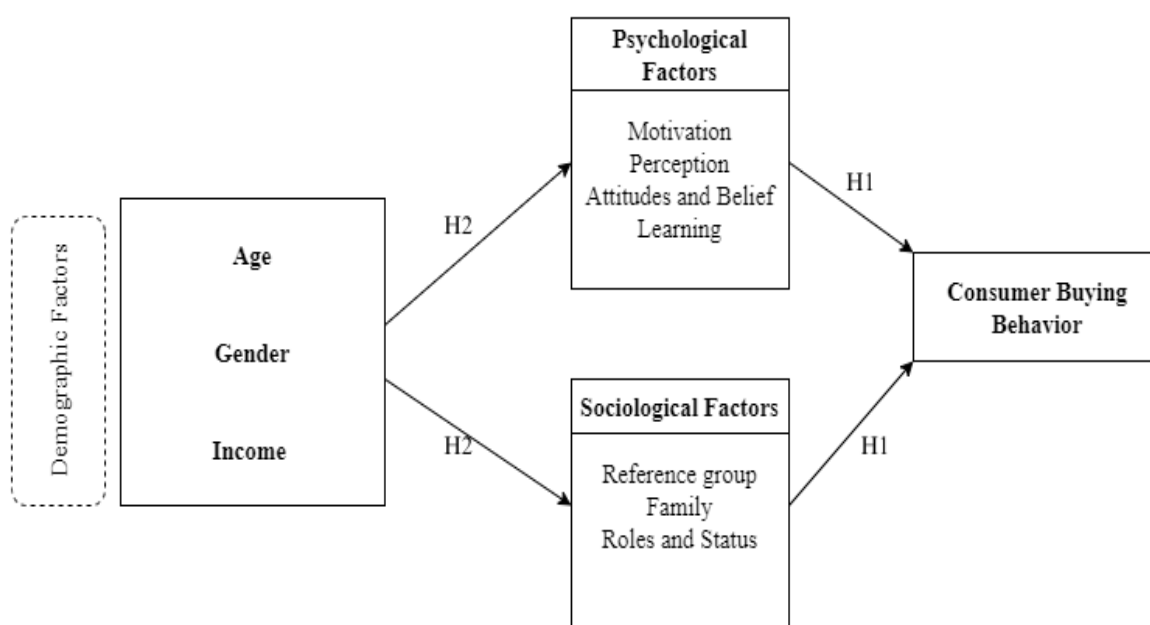 Demographic Factors
Age
Gender
Income
H2
H2
Psychological
Factors
Motivation
Perception
Attitudes and Belief
Learning
Sociological Factors
Reference group
Family
Roles and Status
H1
H1
Consumer Buying
Behavior